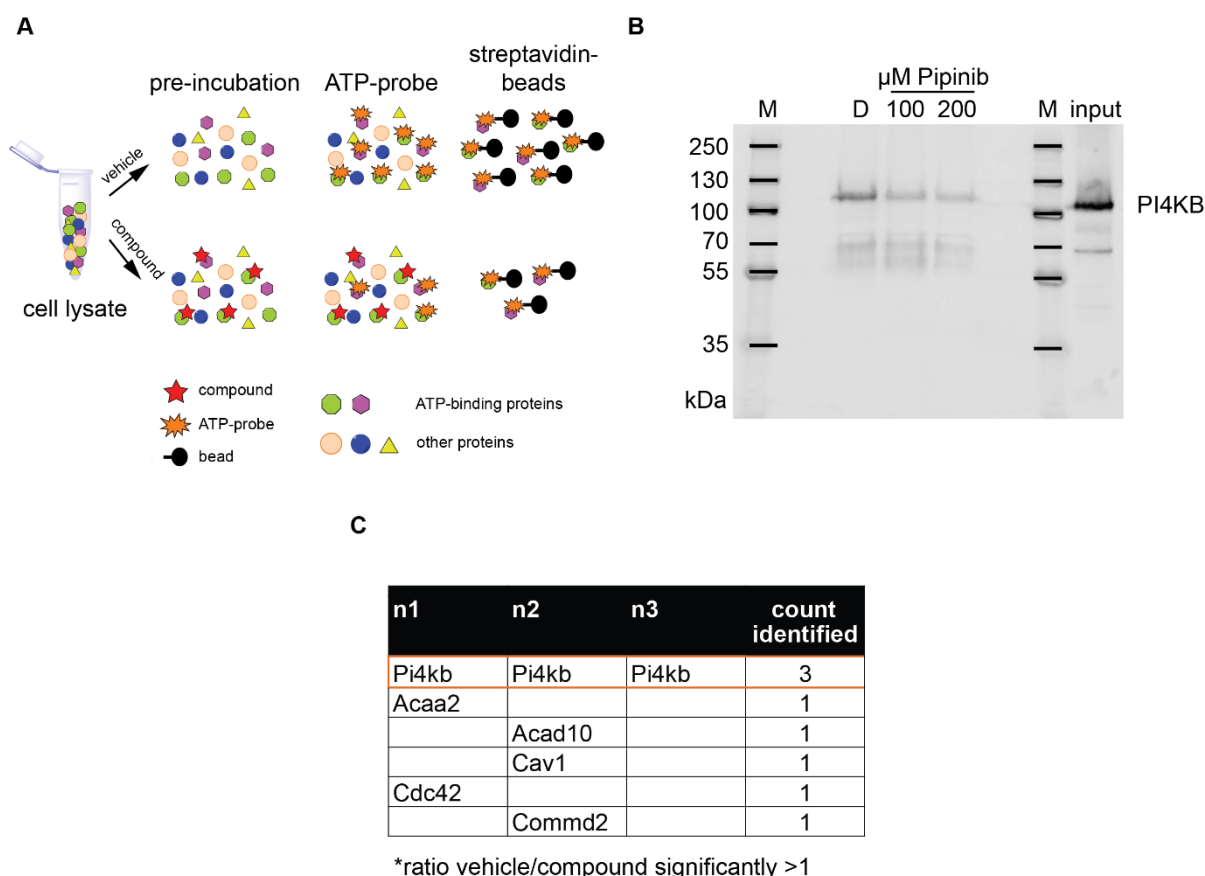 A
pre-incubation
ATP-probe
streptavidin-
beads
vehicle
compound
cell lysate
compound
ATP-probe
bead
ATP-binding proteins
other proteins
B
µM Pipinib
M D 100 200 M input
250
130
100
70
55
35
kDa
PI4KB
C
n1 n2 n3 count
identified
Pi4kb Pi4kb Pi4kb 3
Acaa2 1
Acad10 1
Cav1 1
Cdc42 1
Commd2 1
*ratio vehicle/compound significantly >1